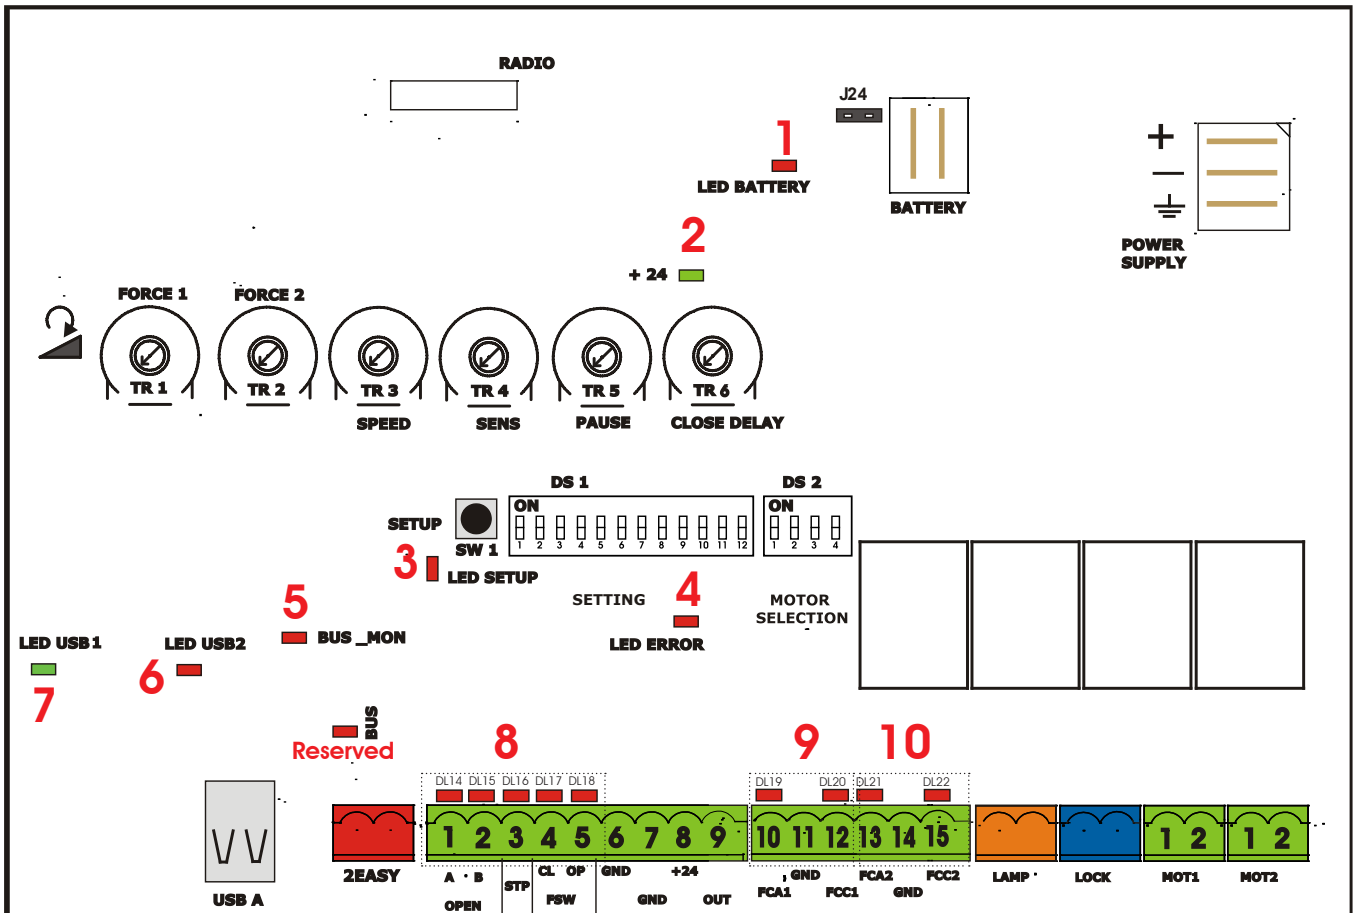 RADIO
J24
1
LED BATTERY
BATTERY
+
—
POWER
SUPPLY
2
+ 24
FORCE 1
FORCE 2
TR 1
TR 2
TR 3
TR 4
TR 5
TR 6
SPEED
SENS
PAUSE
CLOSE DELAY
DS 1
DS 2
ON
ON
1 2 3 4 5 6 7 8 9 10 11 12
1 2 3 4
SETUP
SW 1
3
LED SETUP
SETTING
4
LED ERROR
MOTOR
SELECTION
5
BUS _MON
LED USB1
LED USB2
6
7
BUS
Reserved
8
9
10
DL14 DL15 DL16 DL17 DL18
DL19 DL20 DL21 DL22
1 2 3 4 5 6 7 8 9
10 11 12 13 14 15
1 2
1 2
USB A
2EASY
A · B
OPEN
STP
CL OP
FSW
GND
GND
+24
OUT
FCA1
GND
FCC1
FCA2
GND
FCC2
LAMP
LOCK
MOT1
MOT2